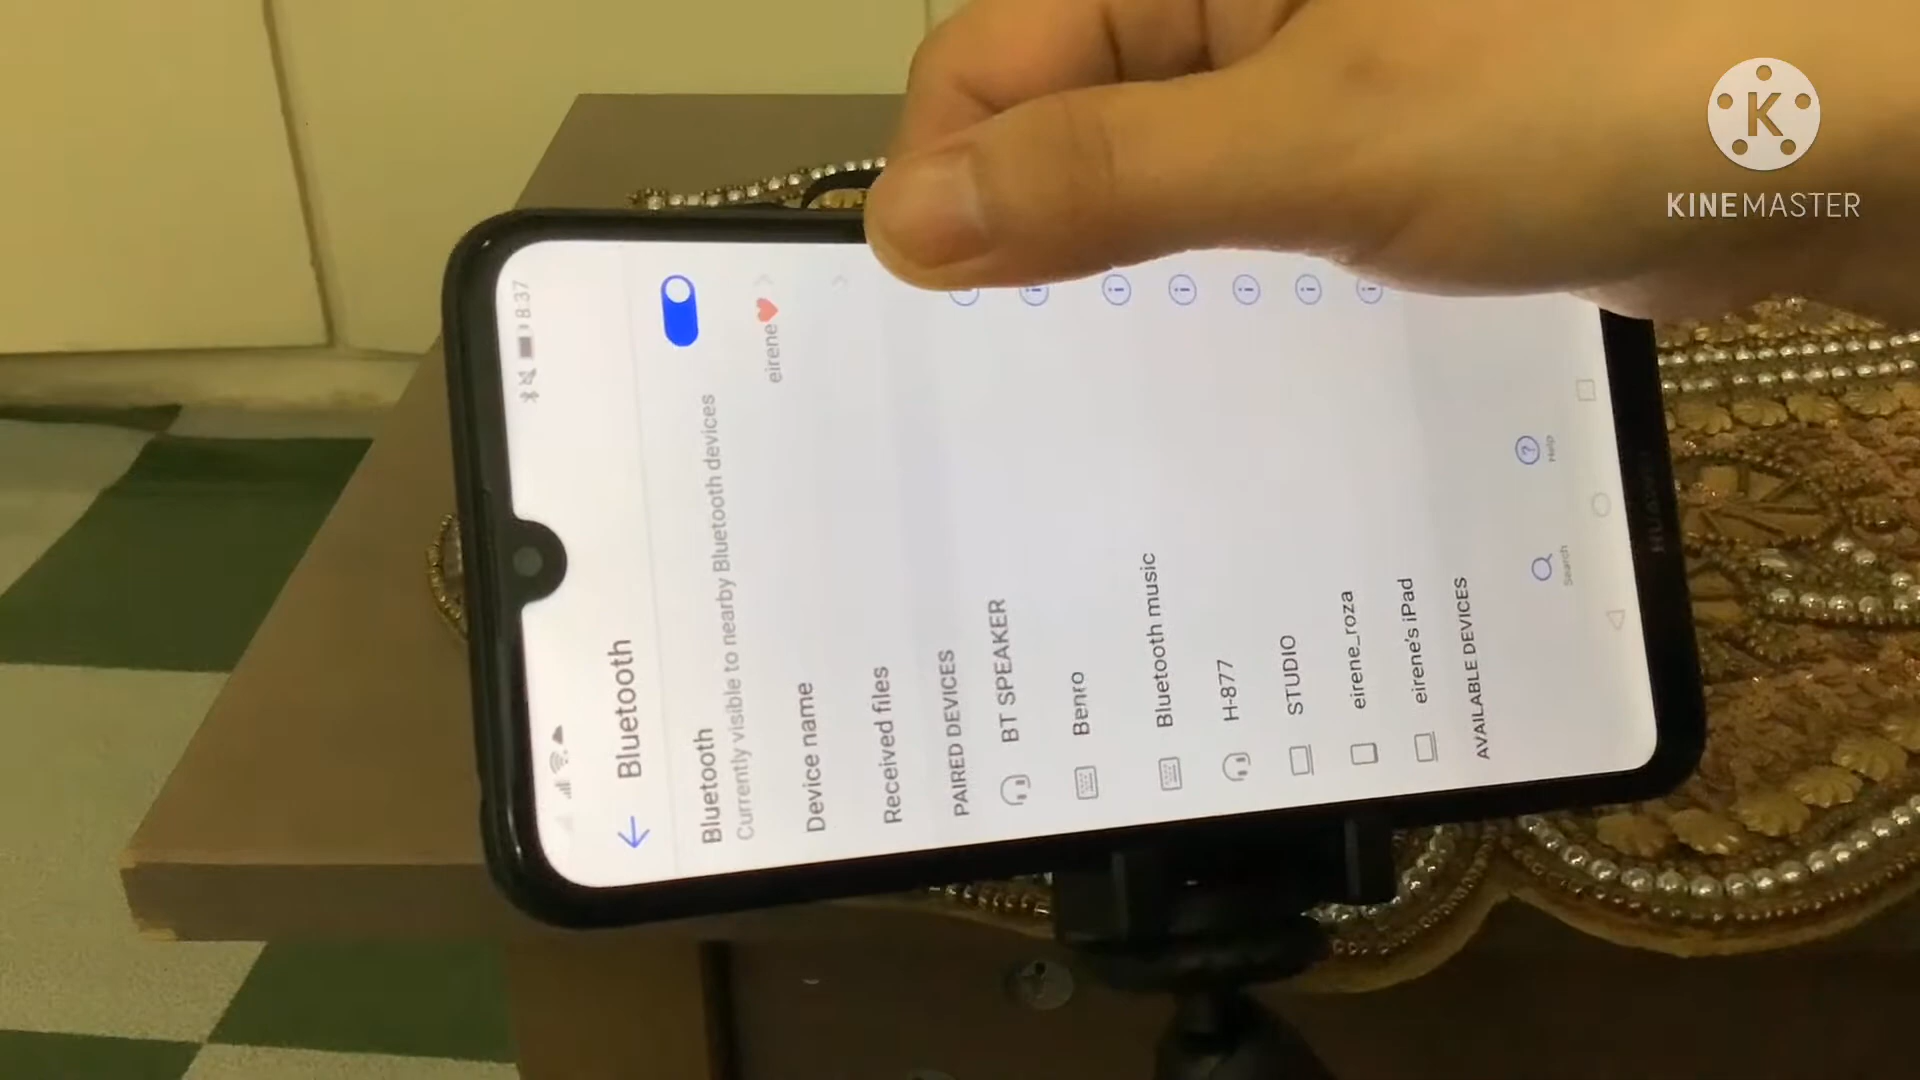 8:37
Bluetooth
Bluetooth
Currently visible to nearby Bluetooth devices
Device name
eirene❤️
Received files
PAIRED DEVICES
BT SPEAKER
Benro
Bluetooth music
H-877
STUDIO
eirene_roza
eirene's iPad
AVAILABLE DEVICES
Search
Help
HUAWEI
K
KINEMASTER